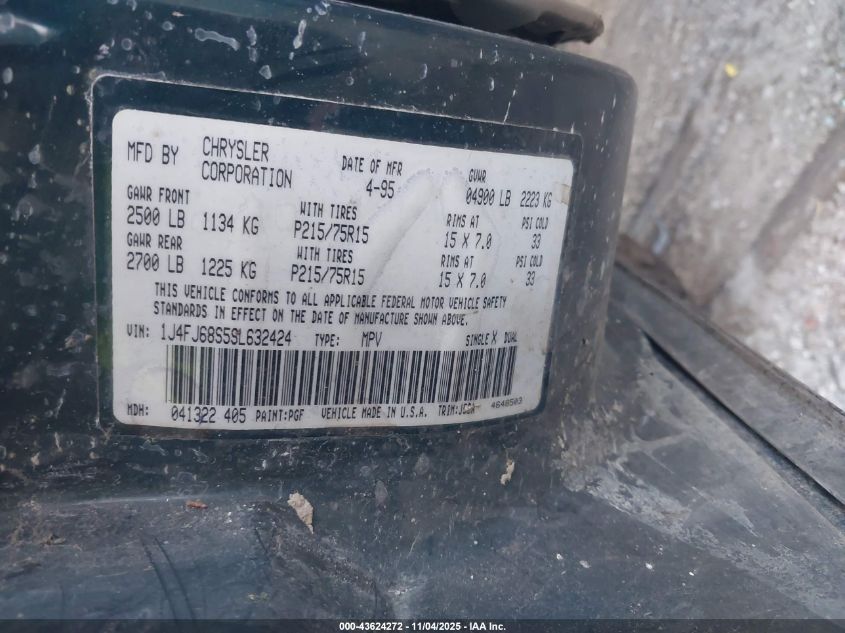 MFD BY CHRYSLER CORPORATION DATE OF MFR 4-95 GVWR 04900 LB 2223 KG
GAWR FRONT WITH TIRES RIMS AT PSI COLD
2500 LB 1134 KG P215/75R15 15 X 7.0 33
GAWR REAR WITH TIRES RIMS AT PSI COLD
2700 LB 1225 KG P215/75R15 15 X 7.0 33
THIS VEHICLE CONFORMS TO ALL APPLICABLE FEDERAL MOTOR VEHICLE SAFETY
STANDARDS IN EFFECT ON THE DATE OF MANUFACTURE SHOWN ABOVE.
VIN: 1J4FJ68S5SL632424 TYPE: MPV SINGLE X DUAL
MDH: 041322 405 PAINT:PGF VEHICLE MADE IN U.S.A. TRIM: 4648503
000-43624272 - 11/04/2025 - IAA Inc.